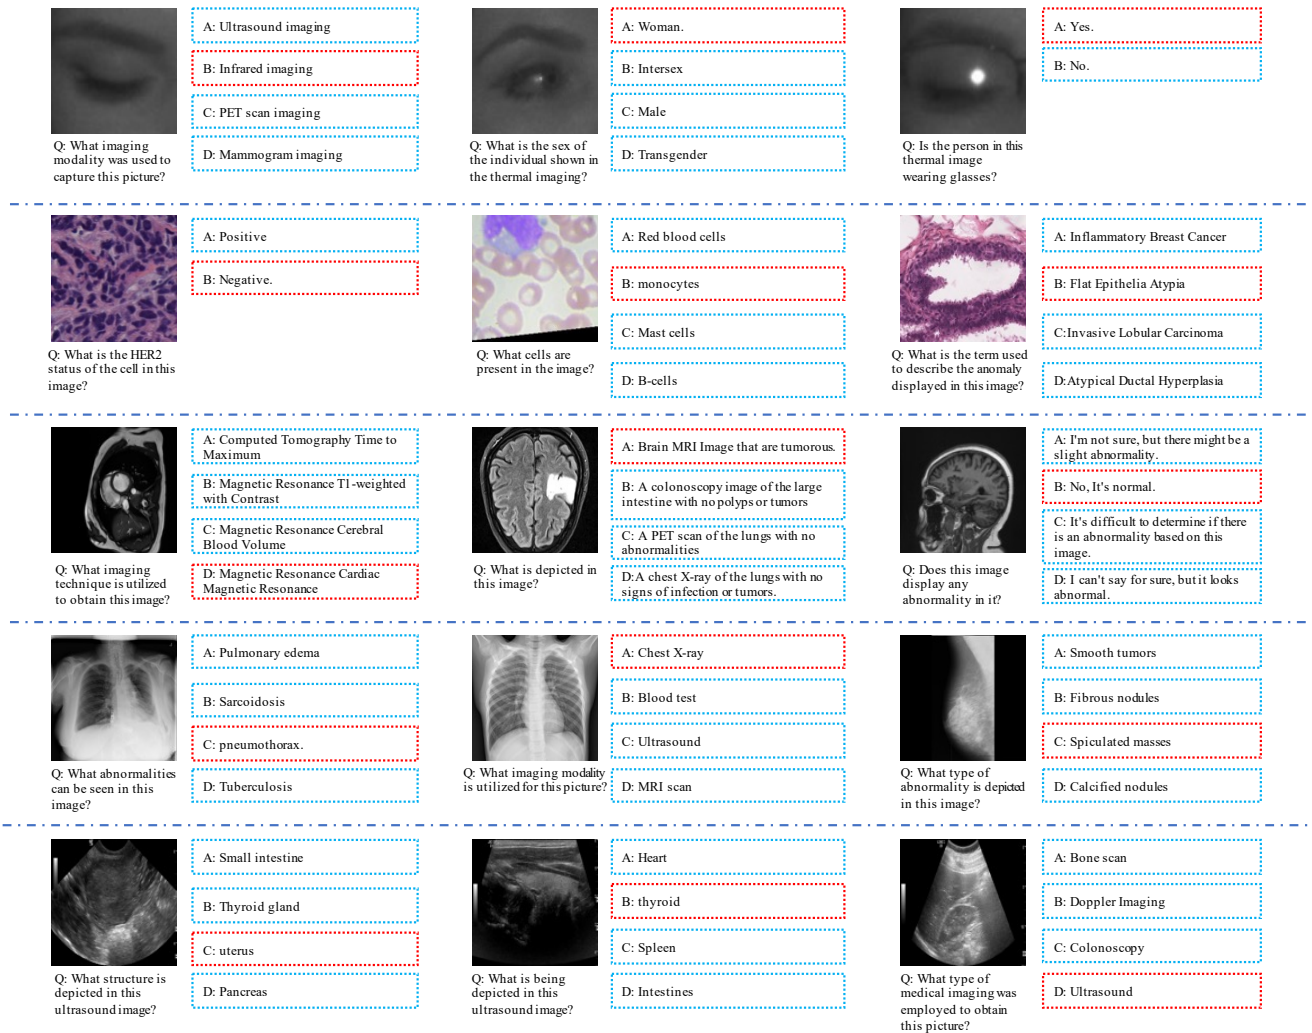 A: Ultrasound imaging
B: Infrared imaging
C: PET scan imaging
D: Mammogram imaging
Q: What imaging
modality was used to
capture this picture?
A: Woman.
B: Intersex
C: Male
D: Transgender
Q: What is the sex of
the individual shown in
the thermal imaging?
A: Yes.
B: No.
Q: Is the person in this
thermal image
wearing glasses?
A: Positive
B: Negative.
Q: What is the HER2
status of the cell in this
image?
A: Red blood cells
B: monocytes
C: Mast cells
D: B-cells
Q: What cells are
present in the image?
A: Inflammatory Breast Cancer
B: Flat Epithelia Atypia
C:Invasive Lobular Carcinoma
D:Atypical Ductal Hyperplasia
Q: What is the term used
to describe the anomaly
displayed in this image?
A: Computed Tomography Time to
Maximum
B: Magnetic Resonance T1-weighted
with Contrast
C: Magnetic Resonance Cerebral
Blood Volume
D: Magnetic Resonance Cardiac
Magnetic Resonance
Q: What imaging
technique is utilized
to obtain this image?
A: Brain MRI Image that are tumorous.
B: A colonoscopy image of the large
intestine with no polyps or tumors
C: A PET scan of the lungs with no
abnormalities
D:A chest X-ray of the lungs with no
signs of infection or tumors.
Q: What is depicted in
this image?
A: I'm not sure, but there might be a
slight abnormality.
B: No, It's normal.
C: It's difficult to determine if there
is an abnormality based on this
image.
D: I can't say for sure, but it looks
abnormal.
Q: Does this image
display any
abnormality in it?
A: Pulmonary edema
B: Sarcoidosis
C: pneumothorax.
D: Tuberculosis
Q: What abnormalities
can be seen in this
image?
A: Chest X-ray
B: Blood test
C: Ultrasound
D: MRI scan
Q: What imaging modality
is utilized for this picture?
A: Smooth tumors
B: Fibrous nodules
C: Spiculated masses
D: Calcified nodules
Q: What type of
abnormality is depicted
in this image?
A: Small intestine
B: Thyroid gland
C: uterus
D: Pancreas
Q: What structure is
depicted in this
ultrasound image?
A: Heart
B: thyroid
C: Spleen
D: Intestines
Q: What is being
depicted in this
ultrasound image?
A: Bone scan
B: Doppler Imaging
C: Colonoscopy
D: Ultrasound
Q: What type of
medical imaging was
employed to obtain
this picture?